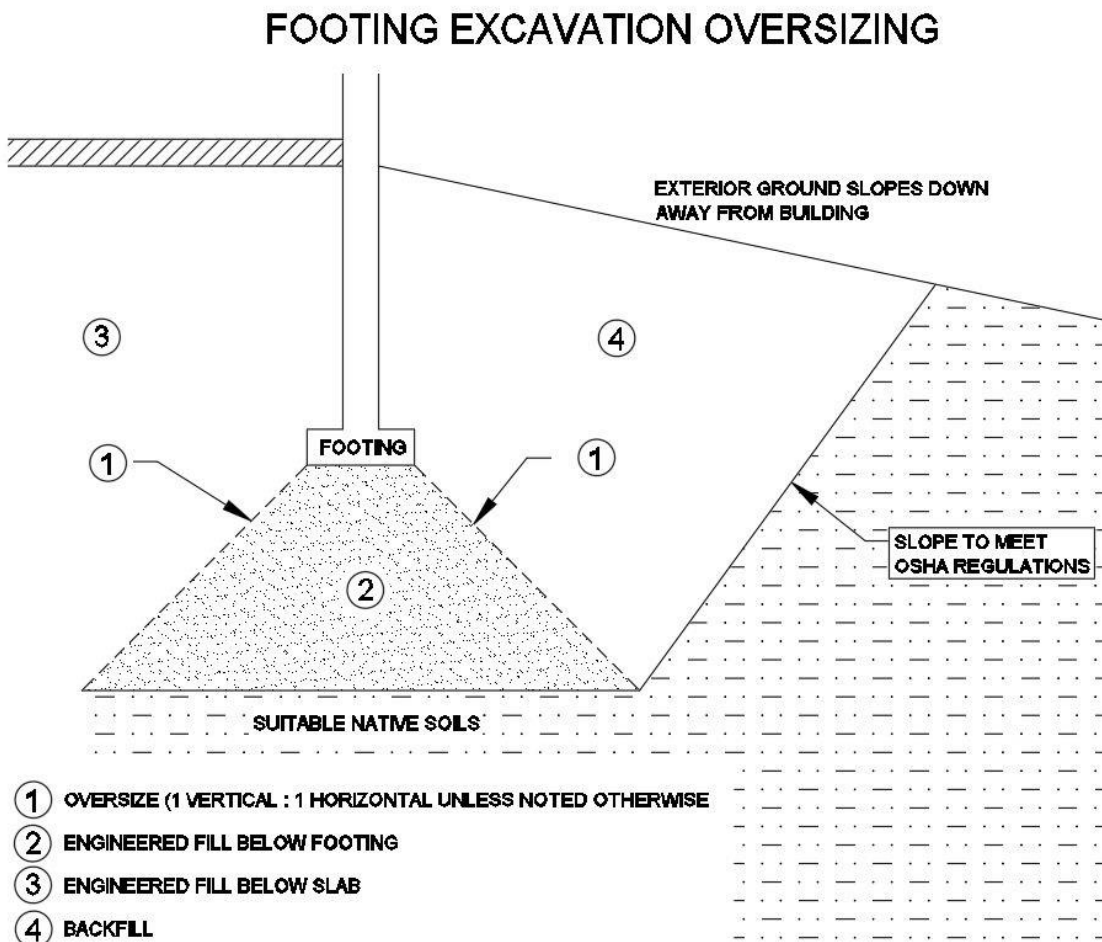 FOOTING EXCAVATION OVERSIZING
EXTERIOR GROUND SLOPES DOWN
AWAY FROM BUILDING
3
4
FOOTING
1
1
SLOPE TO MEET
OSHA REGULATIONS
2
SUITABLE NATIVE SOILS
1 OVERSIZE (1 VERTICAL : 1 HORIZONTAL UNLESS NOTED OTHERWISE
2 ENGINEERED FILL BELOW FOOTING
3 ENGINEERED FILL BELOW SLAB
4 BACKFILL